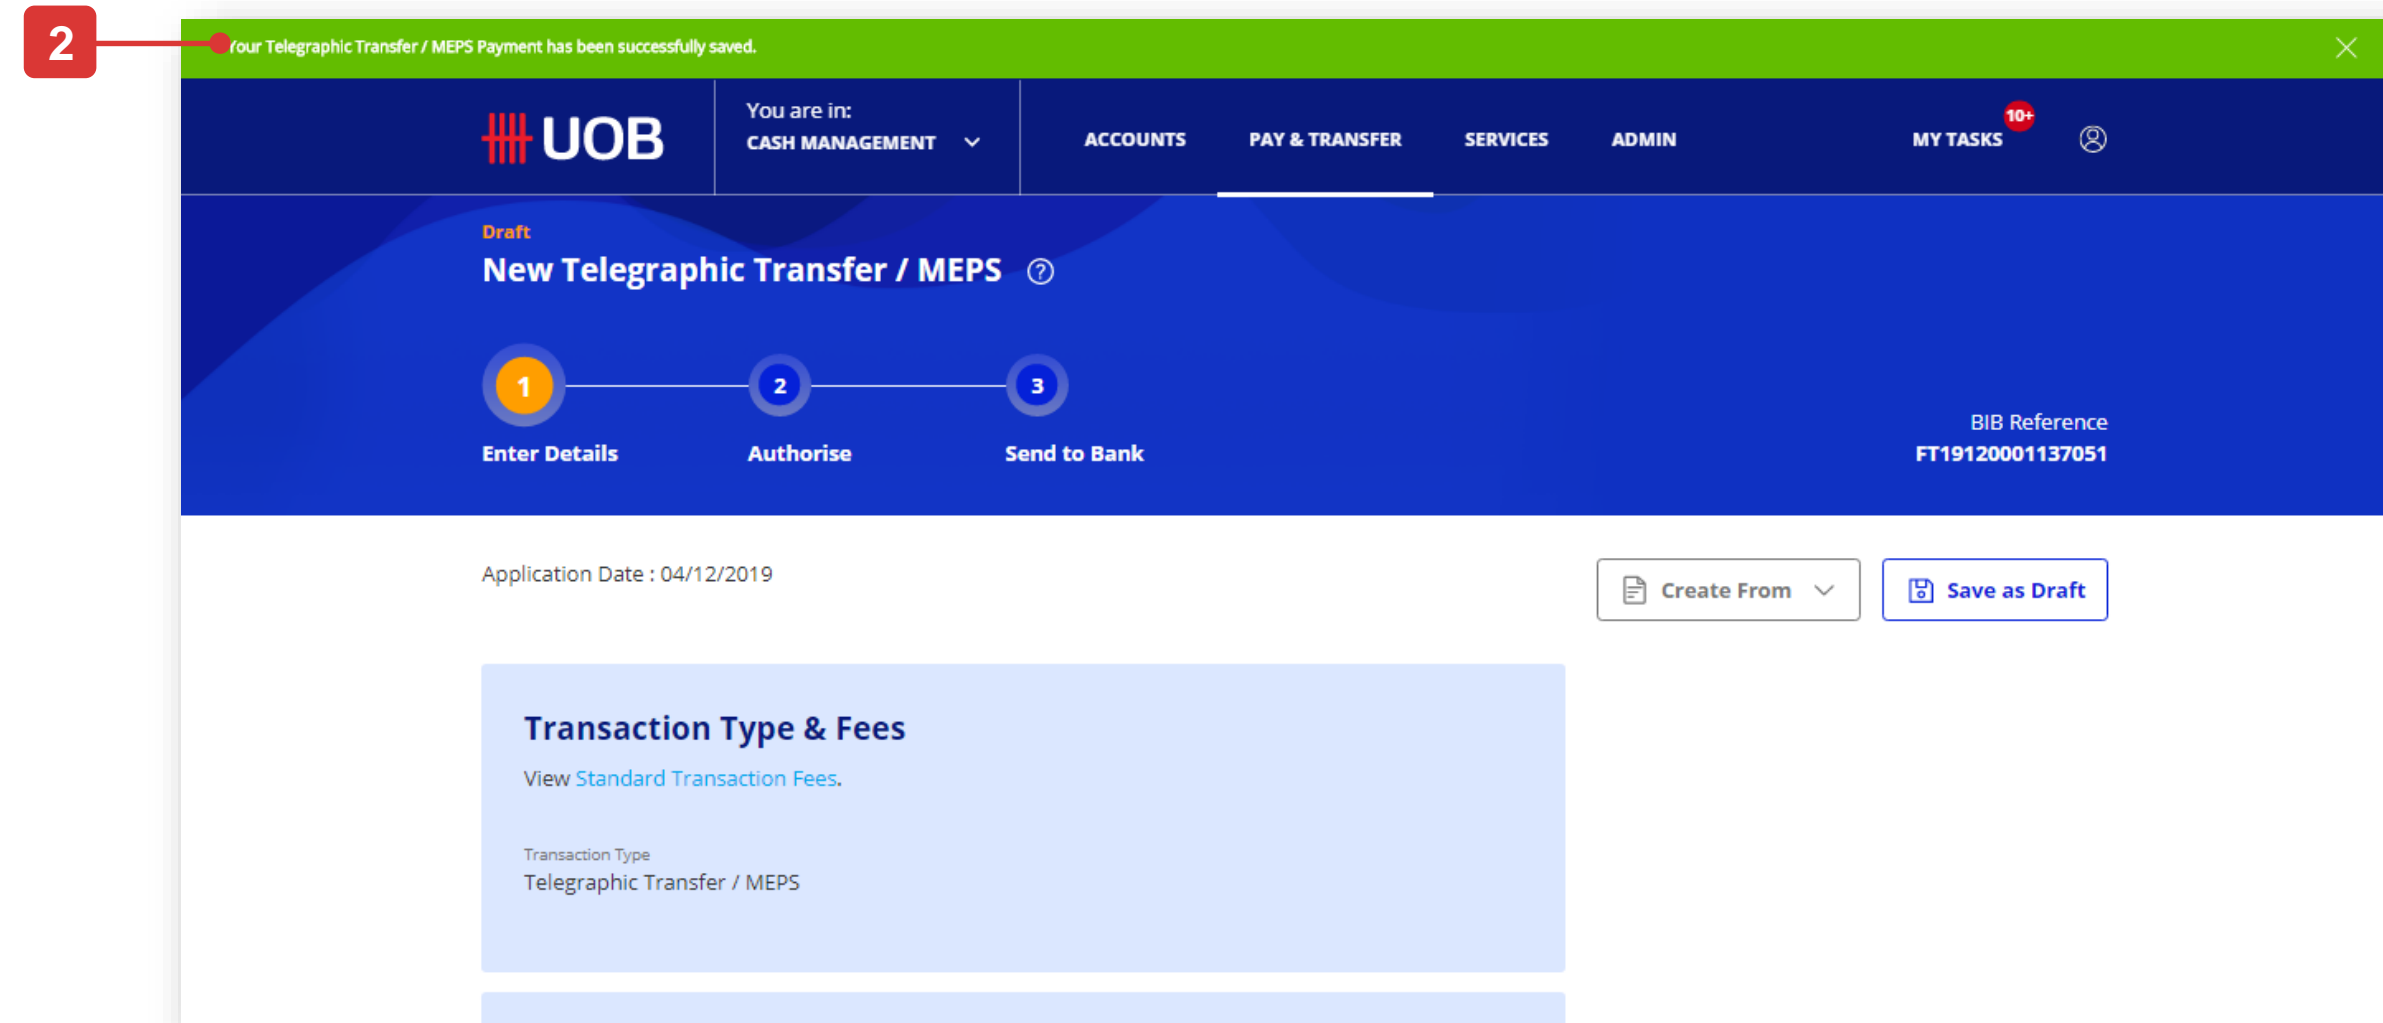 2
Your Telegraphic Transfer / MEPS Payment has been successfully saved.
UOB
You are in:
CASH MANAGEMENT
ACCOUNTS
PAY & TRANSFER
SERVICES
ADMIN
MY TASKS
10+
Draft
New Telegraphic Transfer / MEPS ?
1
2
3
Enter Details
Authorise
Send to Bank
BIB Reference
FT19120001137051
Application Date : 04/12/2019
Create From
Save as Draft
Transaction Type & Fees
View Standard Transaction Fees.
Transaction Type
Telegraphic Transfer / MEPS